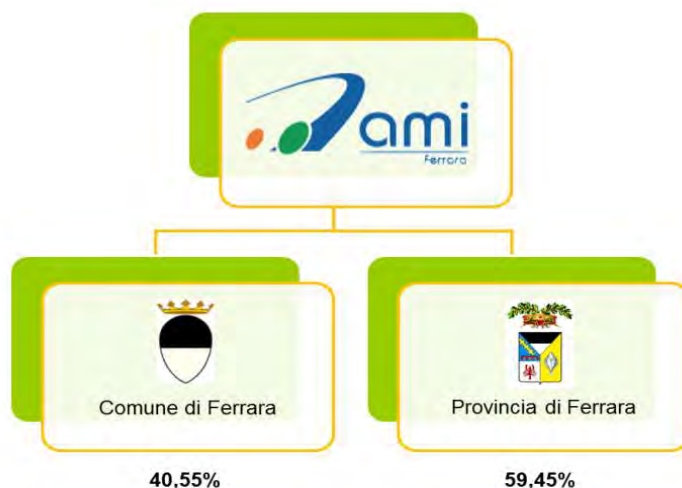 ami
Ferrara
Comune di Ferrara
Provincia di Ferrara
40,55%
59,45%